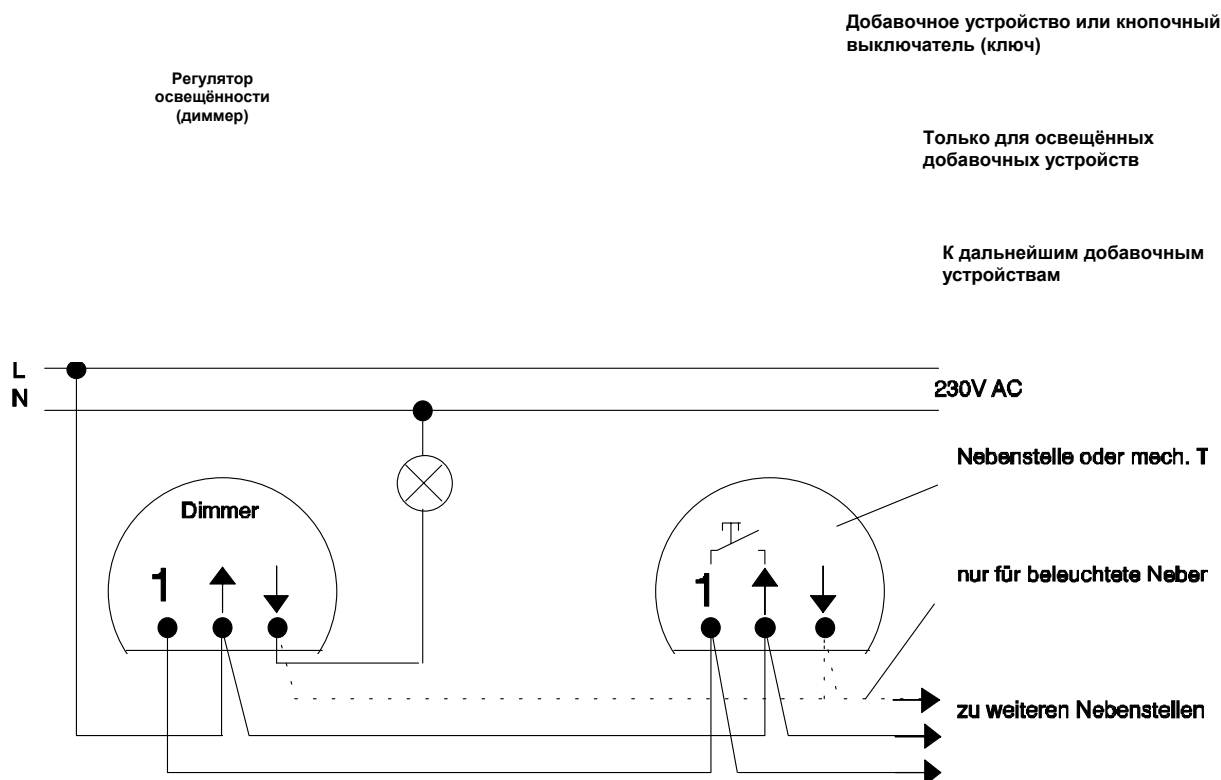 Добавочное устройство или кнопочный
выключатель (ключ)
Регулятор
освещённости
(диммер)
Только для освещённых
добавочных устройств
К дальнейшим добавочным
устройствам
L
N
230V AC
Nebenstelle oder mech. T
Dimmer
1
1
nur für beleuchtete Neben
zu weiteren Nebenstellen